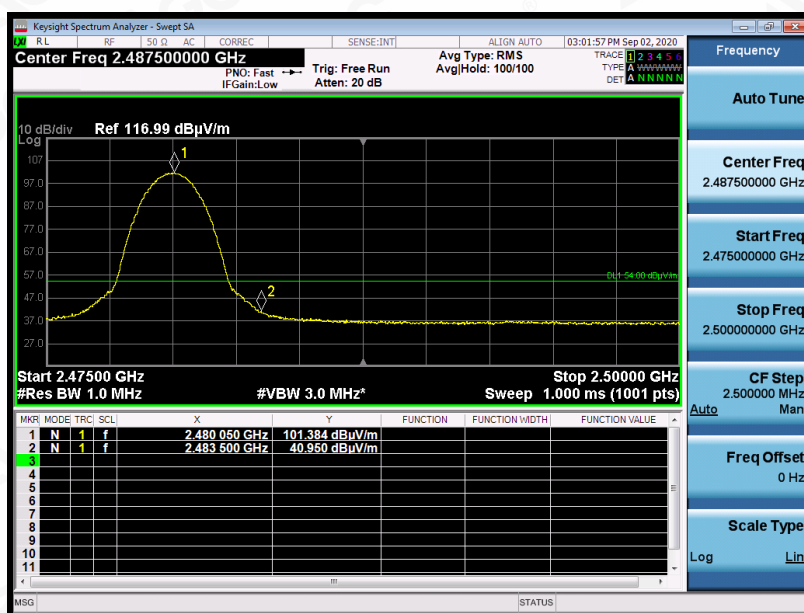 Keysight Spectrum Analyzer - Swept SA
LXI RL RF 50 Ω AC CORREC SENSE:INT ALIGN AUTO 03:01:57 PM Sep 02, 2020
Center Freq 2.487500000 GHz
PNO: Fast
IFGain:Low
Trig: Free Run
Atten: 20 dB
Avg Type: RMS
Avg|Hold: 100/100
TRACE 1 2 3 4 5 6
TYPE A WWWWW
DET A N N N N N
10 dB/div Ref 116.99 dBµV/m
Log
107
97.0
87.0
77.0
67.0
57.0
47.0
37.0
27.0
1
2
DL1 54.00 dBµV/m
Start 2.47500 GHz Stop 2.50000 GHz
#Res BW 1.0 MHz #VBW 3.0 MHz* Sweep 1.000 ms (1001 pts)
MKR MODE TRC SCL X Y FUNCTION FUNCTION WIDTH FUNCTION VALUE
1 N 1 f 2.480 050 GHz 101.384 dBµV/m
2 N 1 f 2.483 500 GHz 40.950 dBµV/m
3
4
5
6
7
8
9
10
11
MSG STATUS
Frequency
Auto Tune
Center Freq
2.487500000 GHz
Start Freq
2.475000000 GHz
Stop Freq
2.500000000 GHz
CF Step
2.500000 MHz
Auto Man
Freq Offset
0 Hz
Scale Type
Log Lin